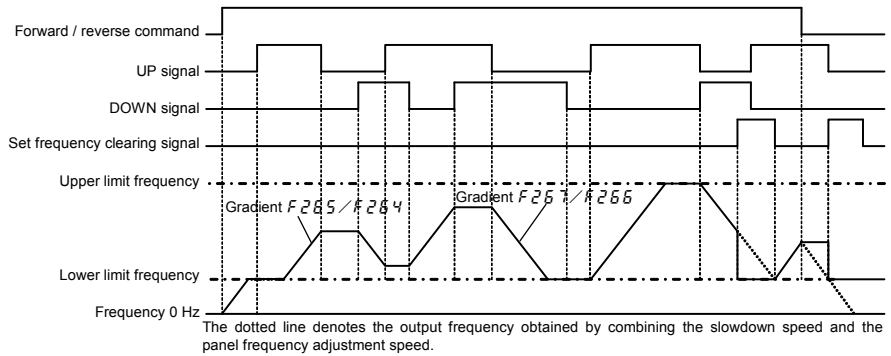 Forward / reverse command
UP signal
DOWN signal
Set frequency clearing signal
Upper limit frequency
Gradient F265/F264
Gradient F267/F266
Lower limit frequency
Frequency 0 Hz
The dotted line denotes the output frequency obtained by combining the slowdown speed and the
panel frequency adjustment speed.